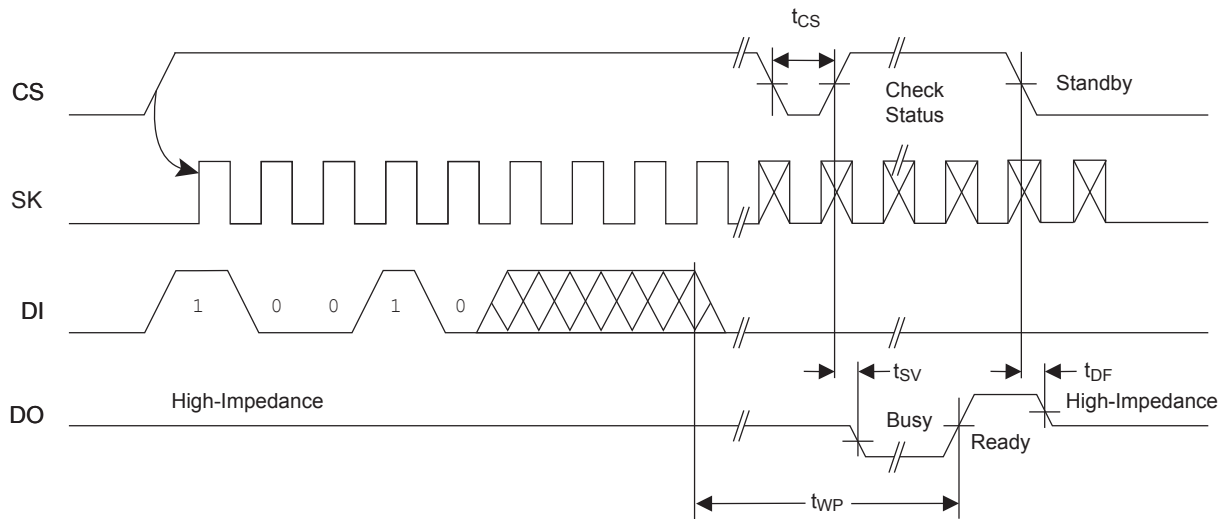 tCS
CS
Check
Status
Standby
SK
DI
1 0 0 1 0
tSV
tDF
DO
High-Impedance
Busy
Ready
High-Impedance
tWP